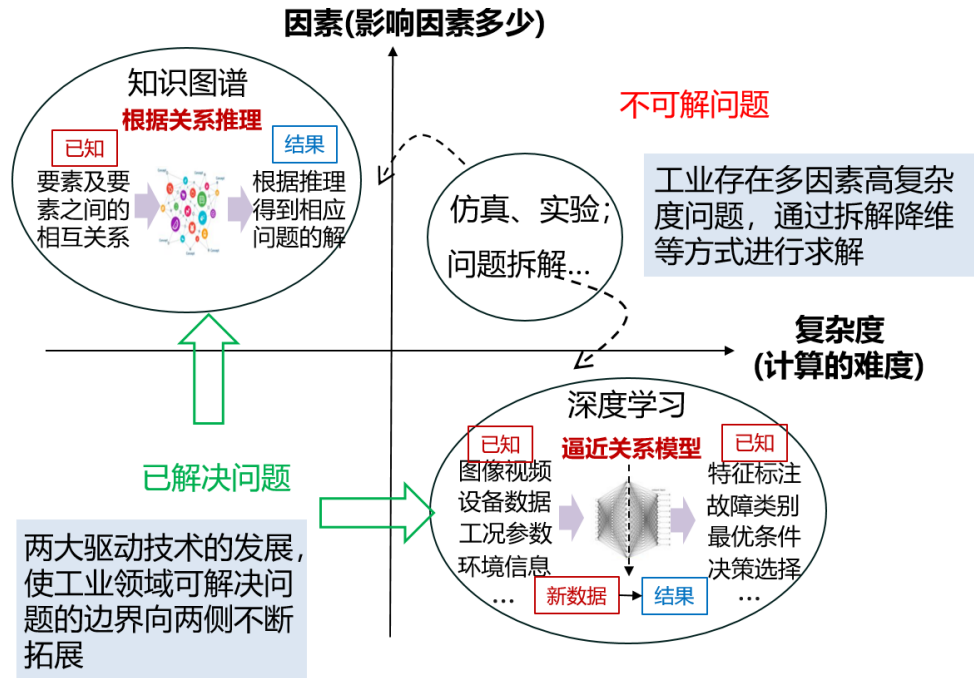 因素(影响因素多少)
知识图谱
根据关系推理
已知
结果
要素及要
素之间的
相互关系
根据推理
得到相应
问题的解
不可解问题
仿真、实验；
问题拆解...
工业存在多因素高复杂
度问题，通过拆解降维
等方式进行求解
复杂度
(计算的难度)
深度学习
已知
逼近关系模型
已知
图像视频
设备数据
工况参数
环境信息
...
特征标注
故障类别
最优条件
决策选择
...
新数据
结果
已解决问题
两大驱动技术的发展，
使工业领域可解决问
题的边界向两侧不断
拓展